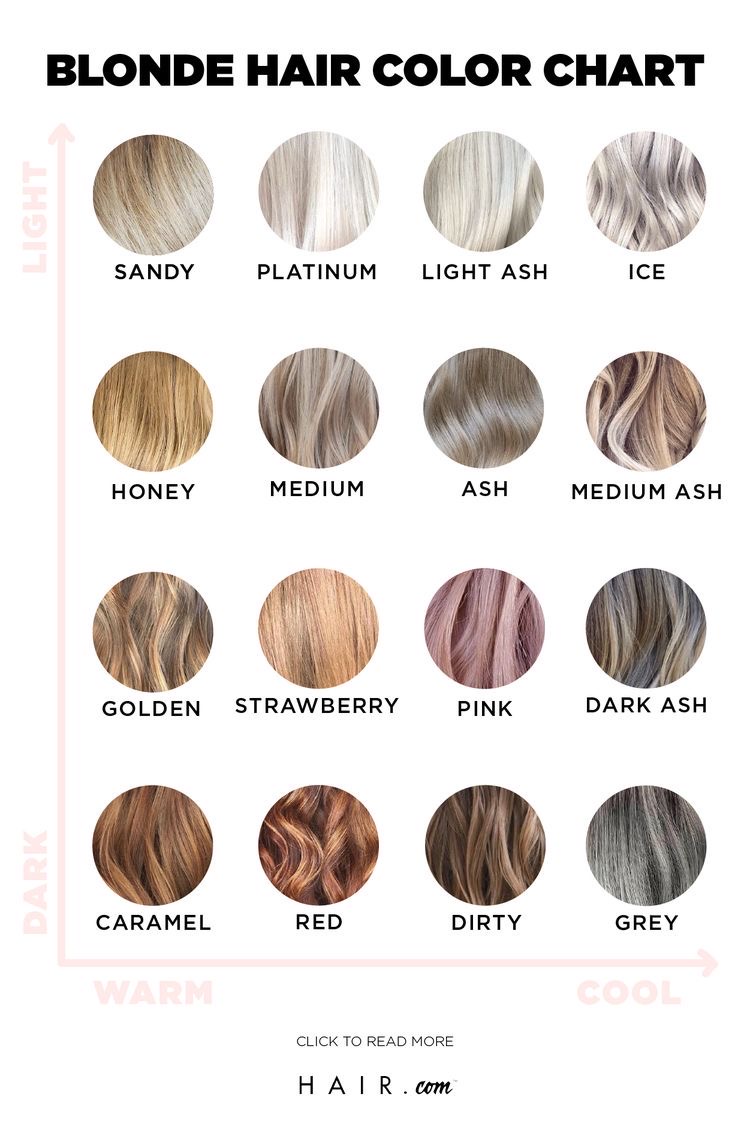 BLONDE HAIR COLOR CHART
LIGHT
SANDY
PLATINUM
LIGHT ASH
ICE
HONEY
MEDIUM
ASH
MEDIUM ASH
GOLDEN
STRAWBERRY
PINK
DARK ASH
DARK
CARAMEL
RED
DIRTY
GREY
WARM
COOL
CLICK TO READ MORE
HAIR.com™